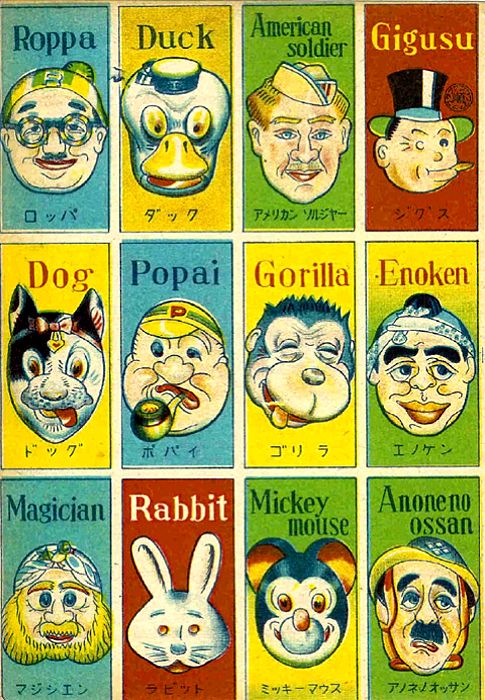 Roppa
ロッパ
Duck
ダック
American
soldier
アメリカン ソルジャー
Gigusu
ジグス
Dog
ドッグ
Popai
P
ポパイ
Gorilla
ゴリラ
Enoken
エノケン
Magician
マジシエン
Rabbit
ラビット
Mickey
mouse
ミッキーマウス
Anoneno
ossan
アノネノオッサン